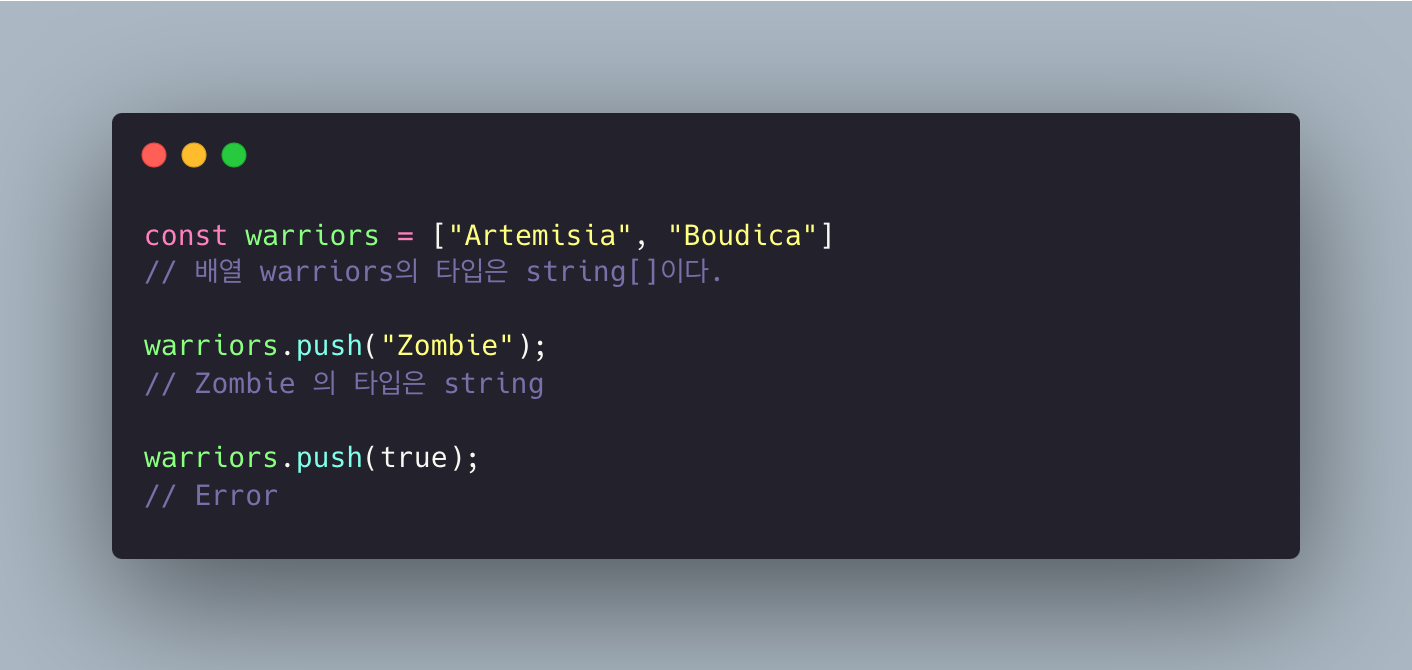 const warriors = ["Artemisia", "Boudica"]
// 배열 warriors의 타입은 string[]이다.
warriors.push("Zombie");
// Zombie 의 타입은 string
warriors.push(true);
// Error